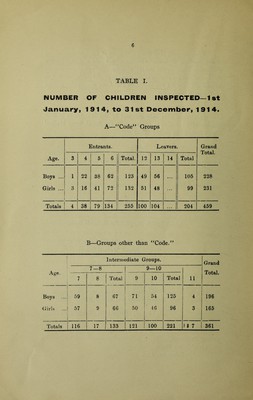 6
TABLE I.
NUMBER OF CHILDREN INSPECTED—1st
January, 1914, to 31st December, 1914.
A—"Code" Groups
Entrants. Leavers. Grand Total.
Age. 3 4 5 6 Total. 12 13 14 Total
Boys ... 1 22 38 62 123 49 56 ... 105 228
Girls ... 3 16 41 72 132 51 48 ... 99 231
Totals 4 38 79 134 255 100 104 ... 204 459
B—Groups other than "Code."
Intermediate Groups. Grand Total.
7—8 9—10
Age. 7 8 Total 9 10 Total 11
Boys ... 59 8 67 71 54 125 4 196
Girls ... 57 9 66 50 46 96 3 165
Totals 116 17 133 121 100 221 7 361